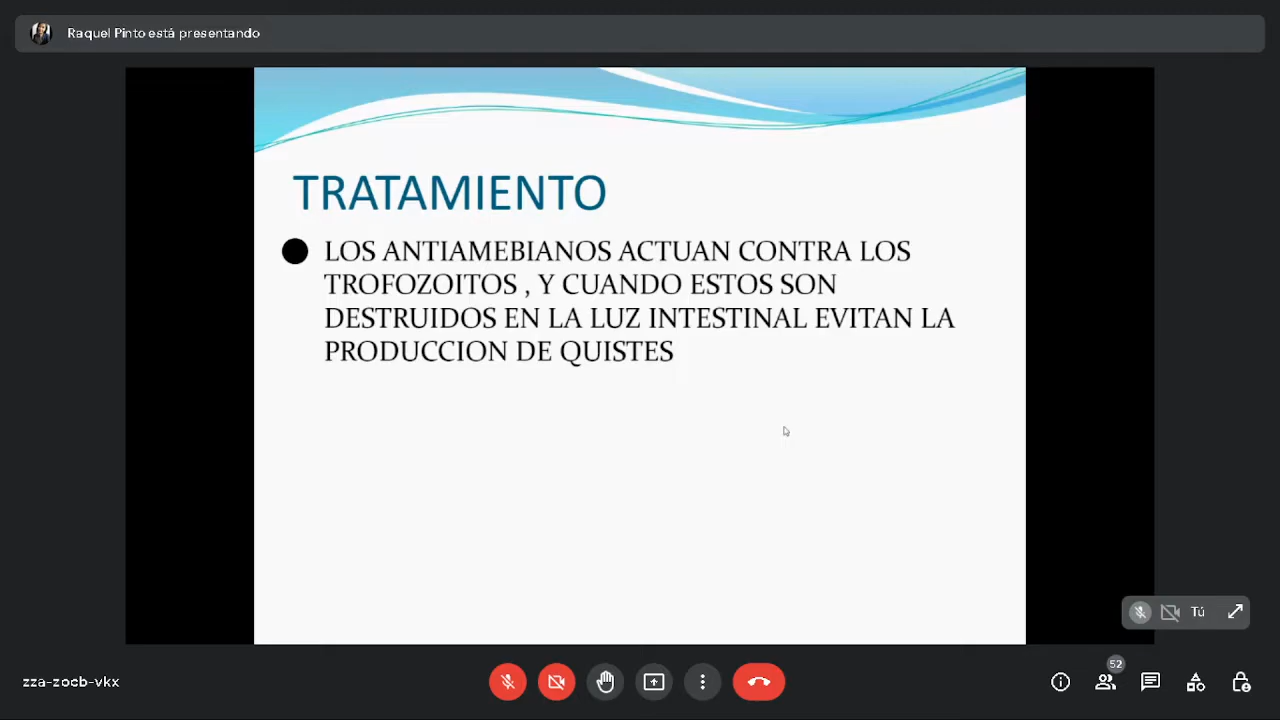 Raquel Pinto está presentando
TRATAMIENTO
LOS ANTIAMEBIANOS ACTUAN CONTRA LOS
TROFOZOITOS , Y CUANDO ESTOS SON
DESTRUIDOS EN LA LUZ INTESTINAL EVITAN LA
PRODUCCION DE QUISTES
Tú
52
zza-zocb-vkx